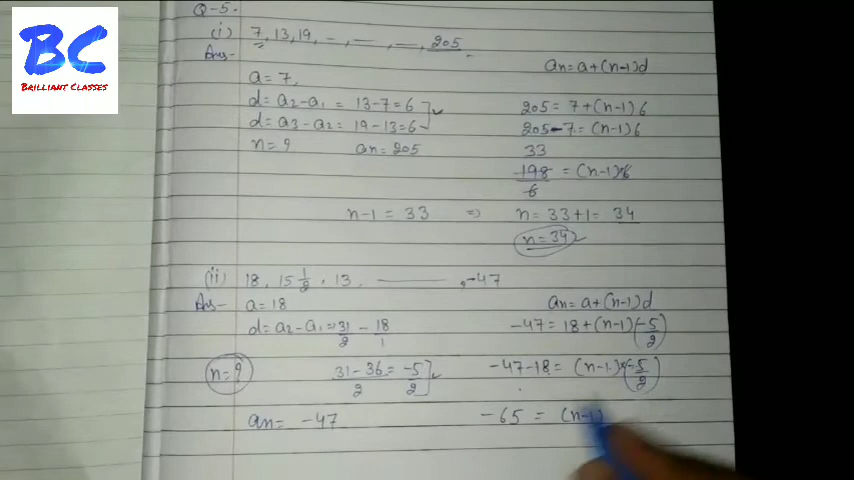 BC
BRILLIANT CLASSES
Q-5.
(i) 7, 13, 19, -, —, —, 205
Ans-
an = a+(n-1)d
a = 7,
d = a2-a1 = 13-7 = 6
205 = 7+(n-1)6
d = a3-a2 = 19-13 = 6
205-7 = (n-1)6
n = 9 an = 205
33
-198/6 = (n-1)×6
n-1 = 33 ⇒ n = 33+1 = 34
n = 34
(ii) 18, 15 1/2, 13, ———, -47
Ans- a = 18
an = a+(n-1)d
d = a2-a1 = 31/2 - 18/1
-47 = 18+(n-1)(-5/2)
n = 9
31-36/2 = -5/2
-47-18 = (n-1)×(-5/2)
an = -47
-65 = (n-1)